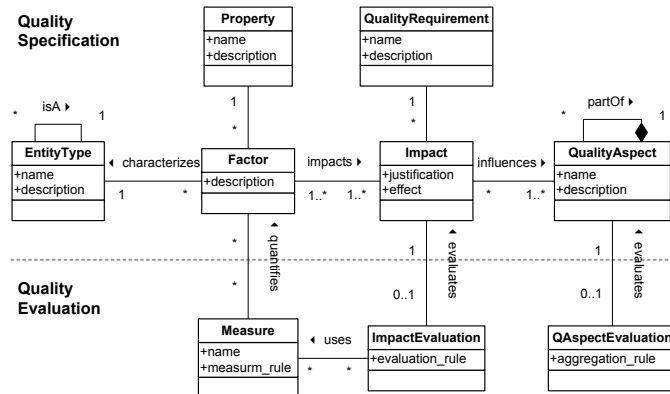 Quality
Specification
Property
+name
+description
QualityRequirement
+name
+description
isA
*
1
1
*
1
*
partOf
*
1
EntityType
+name
+description
characterizes
1
*
Factor
+description
impacts
1..*
1..*
Impact
+justification
+effect
influences
*
1..*
QualityAspect
+name
+description
*
*
quantifies
1
0..1
evaluates
1
0..1
evaluates
Quality
Evaluation
Measure
+name
+measurm_rule
uses
*
*
ImpactEvaluation
+evaluation_rule
QAspectEvaluation
+aggregation_rule